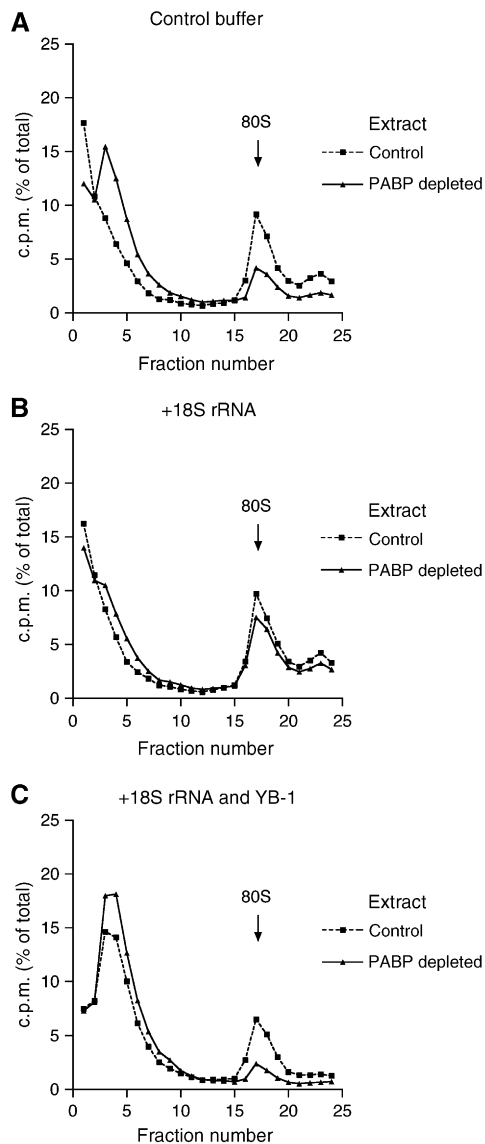 A
Control buffer
25
20
15
10
5
0
c.p.m. (% of total)
80S
Extract
Control
PABP depleted
0 5 10 15 20 25
Fraction number
B
+18S rRNA
25
20
15
10
5
0
c.p.m. (% of total)
80S
Extract
Control
PABP depleted
0 5 10 15 20 25
Fraction number
C
+18S rRNA and YB-1
25
20
15
10
5
0
c.p.m. (% of total)
80S
Extract
Control
PABP depleted
0 5 10 15 20 25
Fraction number